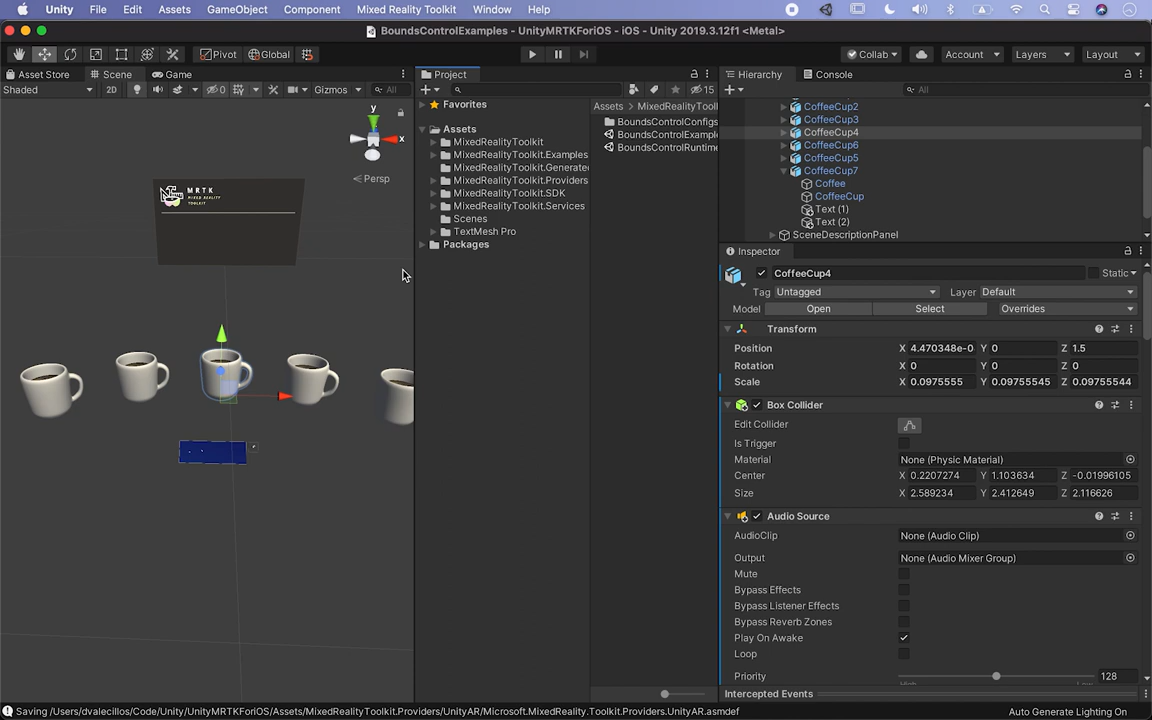 Unity File Edit Assets GameObject Component Mixed Reality Toolkit Window Help
BoundsControlExamples - UnityMRTKForiOS - iOS - Unity 2019.3.12f1 <Metal>
Pivot Global Collab Account Layers Layout
Asset Store Scene Game Project Hierarchy Console
Shaded 2D 0 Gizmos All 15 All
Favorites
Assets
MixedRealityToolkit
MixedRealityToolkit.Examples
MixedRealityToolkit.Generate
MixedRealityToolkit.Providers
MixedRealityToolkit.SDK
MixedRealityToolkit.Services
Scenes
TextMesh Pro
Packages
Assets MixedRealityToolk
BoundsControlConfigs
BoundsControlExample
BoundsControlRuntime
y
x
Persp
MRTK
MIXED REALITY
TOOLKIT
CoffeeCup2
CoffeeCup3
CoffeeCup4
CoffeeCup6
CoffeeCup5
CoffeeCup7
Coffee
CoffeeCup
Text (1)
Text (2)
SceneDescriptionPanel
Inspector
CoffeeCup4 Static
Tag Untagged Layer Default
Model Open Select Overrides
Transform
Position X 4.470348e-0 Y 0 Z 1.5
Rotation X 0 Y 0 Z 0
Scale X 0.0975555 Y 0.09755545 Z 0.09755544
Box Collider
Edit Collider
Is Trigger
Material None (Physic Material)
Center X 0.2207274 Y 1.103634 Z -0.01996105
Size X 2.589234 Y 2.412649 Z 2.116626
Audio Source
AudioClip None (Audio Clip)
Output None (Audio Mixer Group)
Mute
Bypass Effects
Bypass Listener Effects
Bypass Reverb Zones
Play On Awake
Loop
Priority 128
Intercepted Events
Saving /Users/dvalecillos/Code/Unity/UnityMRTKForiOS/Assets/MixedRealityToolkit.Providers/UnityAR/Microsoft.MixedReality.Toolkit.Providers.UnityAR.asmdef
Auto Generate Lighting On